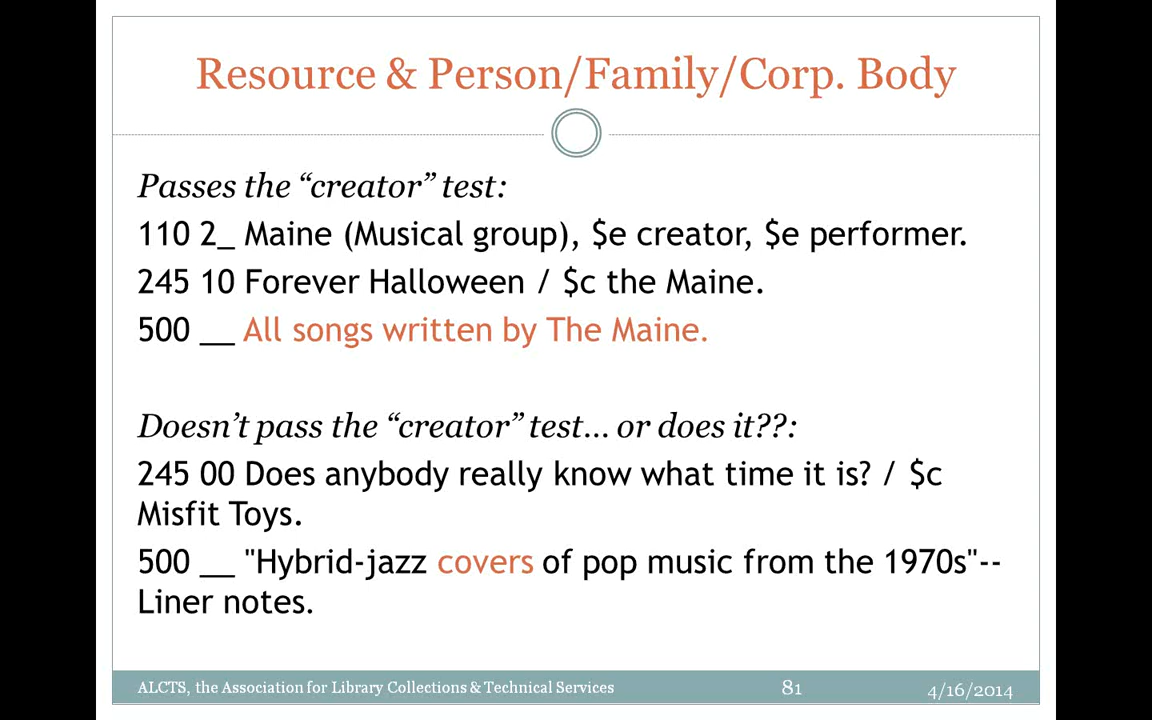 Resource & Person/Family/Corp. Body
Passes the “creator” test:
110 2_ Maine (Musical group), $e creator, $e performer.
245 10 Forever Halloween / $c the Maine.
500 __ All songs written by The Maine.
Doesn’t pass the “creator” test… or does it??:
245 00 Does anybody really know what time it is? / $c
Misfit Toys.
500 __ "Hybrid-jazz covers of pop music from the 1970s"--
Liner notes.
ALCTS, the Association for Library Collections & Technical Services
81
4/16/2014